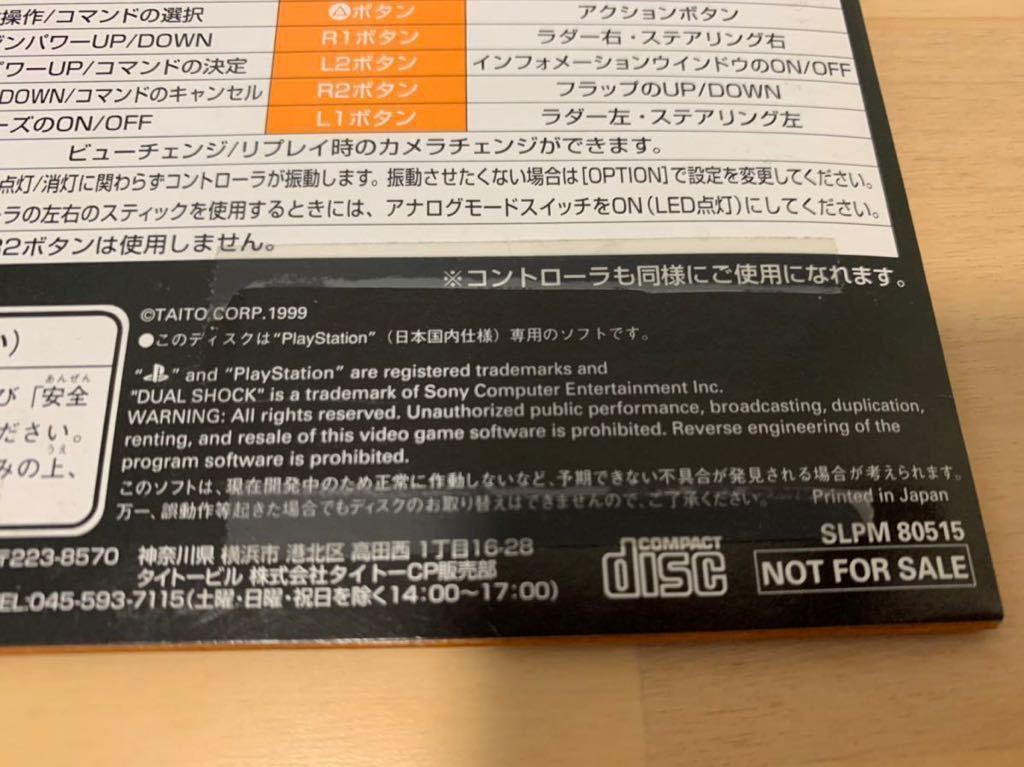 操作/コマンドの選択 △ボタン アクションボタン
ジンパワーUP/DOWN R1ボタン ラダー右・ステアリング右
パワーUP/コマンドの決定 L2ボタン インフォメーションウインドウのON/OFF
DOWN/コマンドのキャンセル R2ボタン フラップのUP/DOWN
ーズのON/OFF L1ボタン ラダー左・ステアリング左
ビューチェンジ/リプレイ時のカメラチェンジができます。
点灯/消灯に関わらずコントローラが振動します。振動させたくない場合は[OPTION]で設定を変更してください。
ーラの左右のスティックを使用するときには、アナログモードスイッチをON(LED点灯)にしてください。
R2ボタンは使用しません。
※コントローラも同様にご使用になれます。
い)
び「安全
あんぜん
ださい。
うえ
みの上、
©TAITO CORP.1999
●このディスクは"PlayStation"(日本国内仕様)専用のソフトです。
" " and "PlayStation" are registered trademarks and
"DUAL SHOCK" is a trademark of Sony Computer Entertainment Inc.
WARNING: All rights reserved. Unauthorized public performance, broadcasting, duplication,
renting, and resale of this video game software is prohibited. Reverse engineering of the
program software is prohibited.
このソフトは、現在開発中のため正常に作動しないなど、予期できない不具合が発見される場合が考えられます。
万一、誤動作等起きた場合でもディスクのお取り替えはできませんので、ご了承ください。
Printed in Japan
〒223-8570 神奈川県 横浜市 港北区 高田西 1丁目16-28
タイトービル 株式会社タイトーCP販売部
TEL:045-593-7115(土曜・日曜・祝日を除く14:00〜17:00)
COMPACT
disc
SLPM 80515
NOT FOR SALE